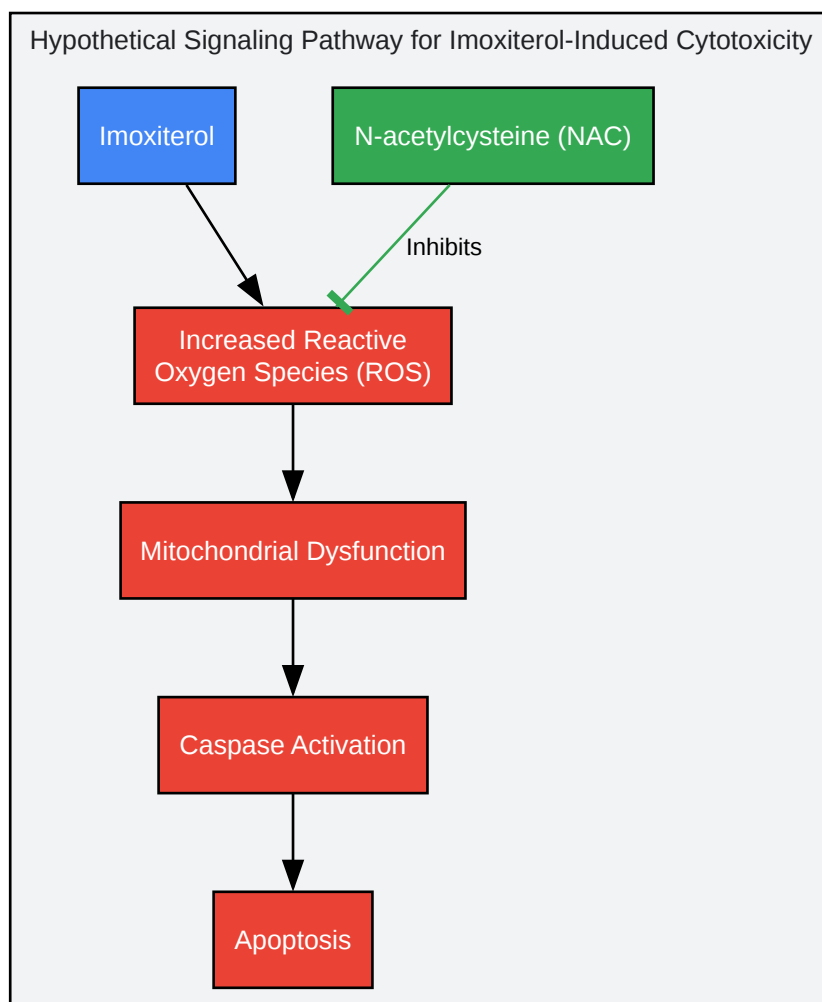 Hypothetical Signaling Pathway for Imoxiterol-Induced Cytotoxicity
Imoxiterol
N-acetylcysteine (NAC)
Inhibits
Increased Reactive
Oxygen Species (ROS)
Mitochondrial Dysfunction
Caspase Activation
Apoptosis